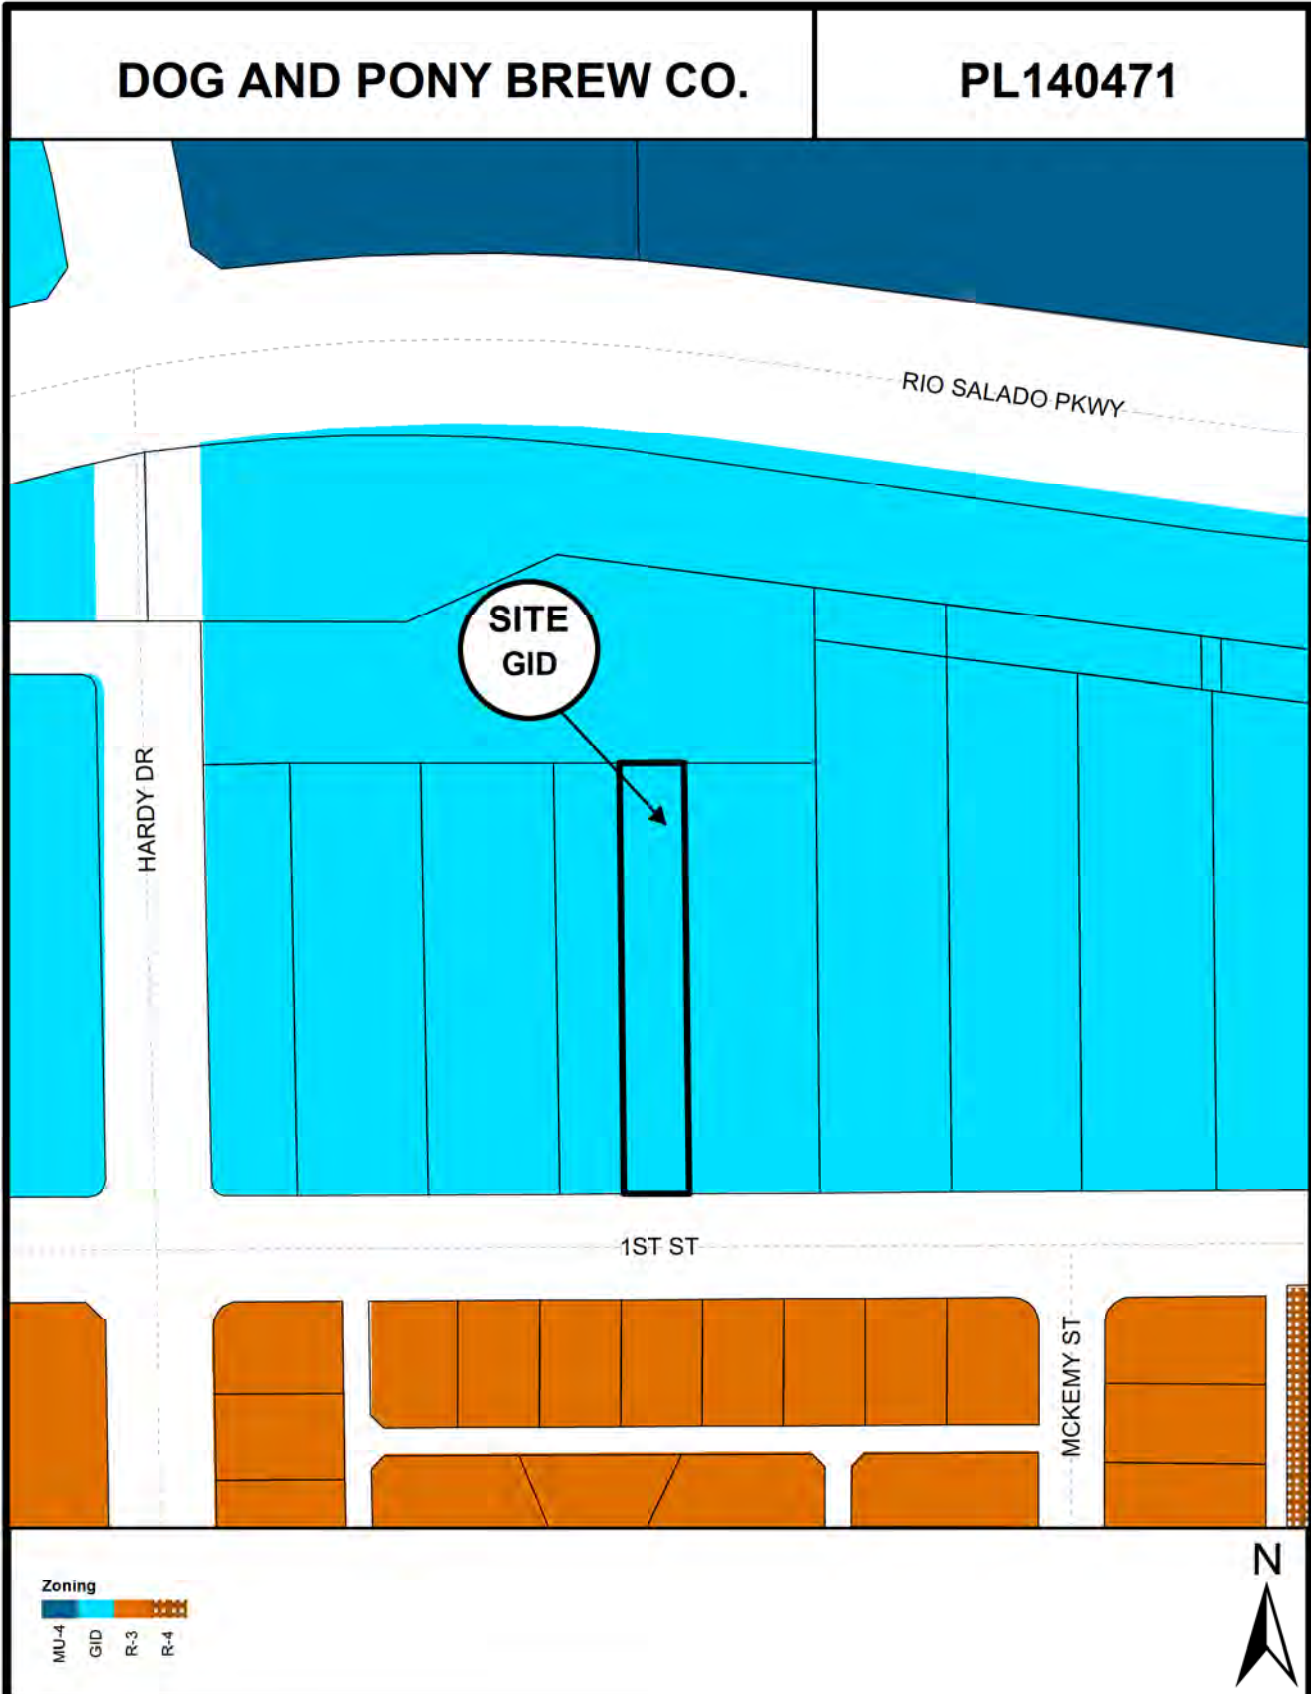 DOG AND PONY BREW CO.
PL140471
RIO SALADO PKWY
SITE
GID
HARDY DR
1ST ST
MCKEMY ST
Zoning
MU-4
GID
R-3
R-4
N